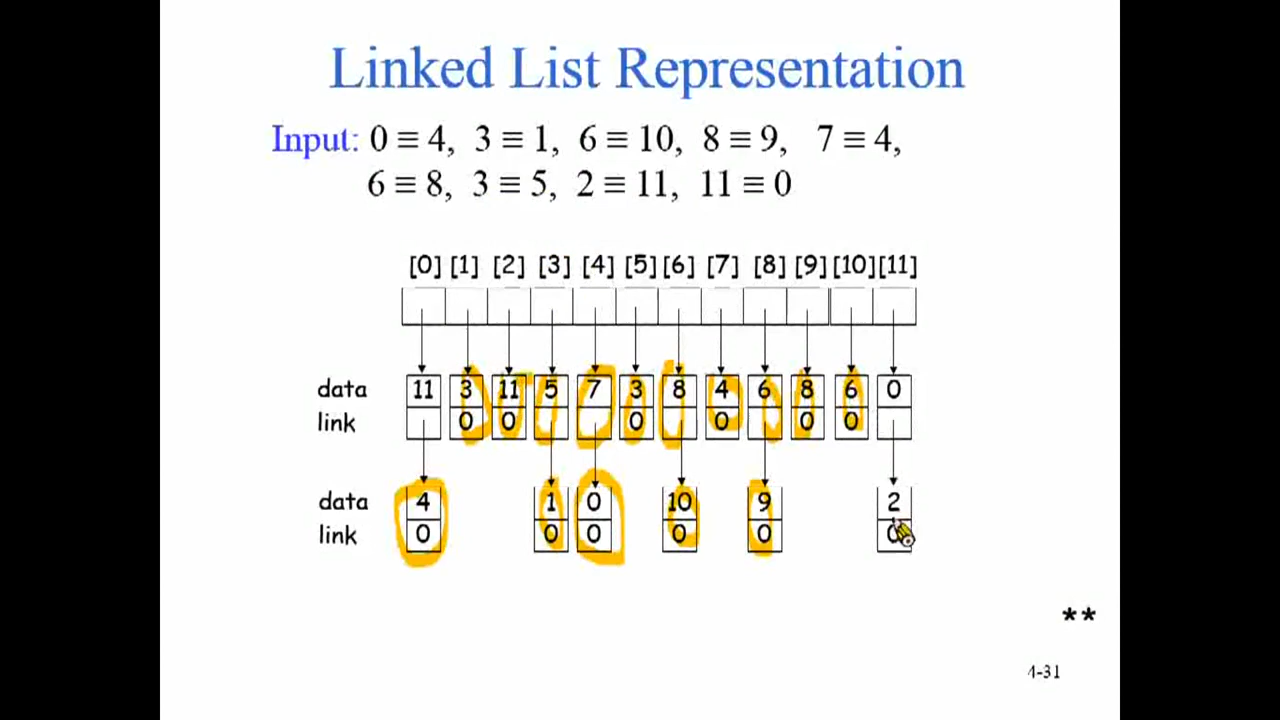 Linked List Representation
Input: 0 ≡ 4, 3 ≡ 1, 6 ≡ 10, 8 ≡ 9, 7 ≡ 4,
6 ≡ 8, 3 ≡ 5, 2 ≡ 11, 11 ≡ 0
[0] [1] [2] [3] [4] [5] [6] [7] [8] [9] [10] [11]
data 11 3 11 5 7 3 8 4 6 8 6 0
link 0 0 0 0 0 0
data 4 1 0 10 9 2
link 0 0 0 0 0 0
**
4-31